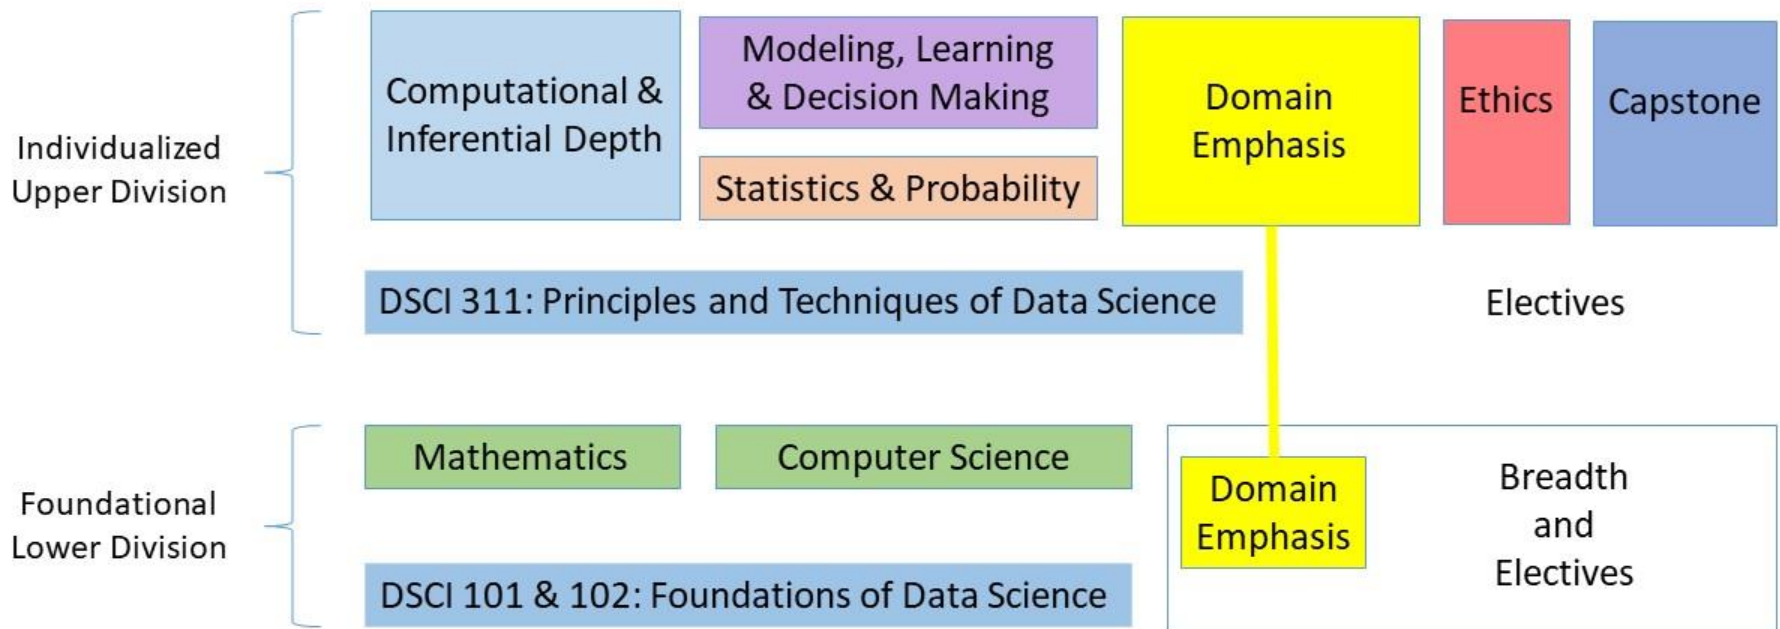 Individualized
Upper Division
Computational &
Inferential Depth
Modeling, Learning
& Decision Making
Statistics & Probability
Domain
Emphasis
Ethics
Capstone
DSCI 311: Principles and Techniques of Data Science
Electives
Foundational
Lower Division
Mathematics
Computer Science
DSCI 101 & 102: Foundations of Data Science
Domain
Emphasis
Breadth
and
Electives